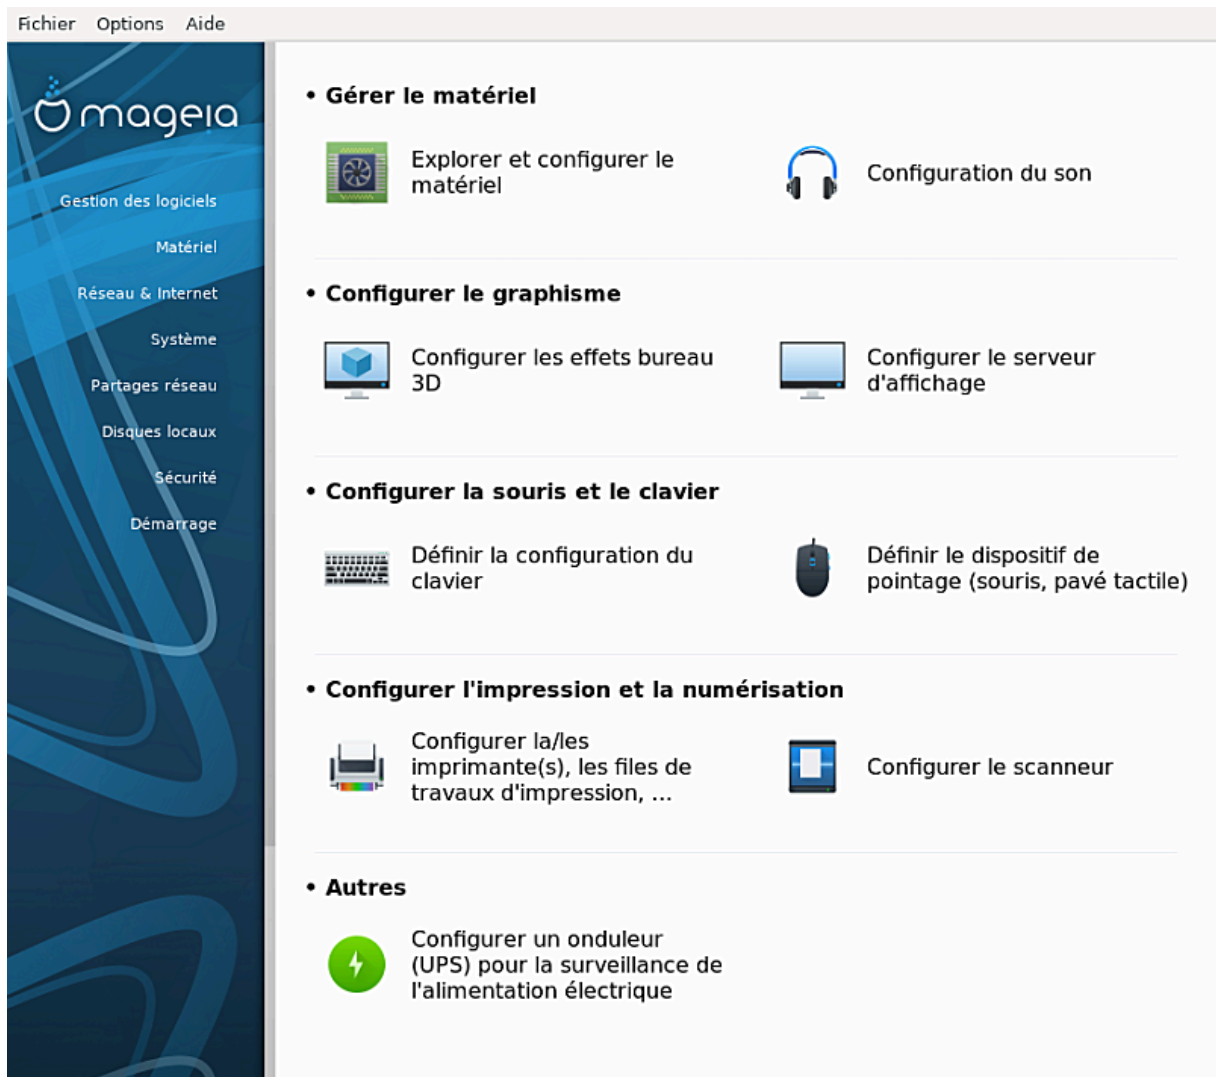 Fichier Options Aide
mageia
Gestion des logiciels
Matériel
Réseau & Internet
Système
Partages réseau
Disques locaux
Sécurité
Démarrage
• Gérer le matériel
Explorer et configurer le
matériel
Configuration du son
• Configurer le graphisme
Configurer les effets bureau
3D
Configurer le serveur
d'affichage
• Configurer la souris et le clavier
Définir la configuration du
clavier
Définir le dispositif de
pointage (souris, pavé tactile)
• Configurer l'impression et la numérisation
Configurer la/les
imprimante(s), les files de
travaux d'impression, ...
Configurer le scanneur
• Autres
Configurer un onduleur
(UPS) pour la surveillance de
l'alimentation électrique